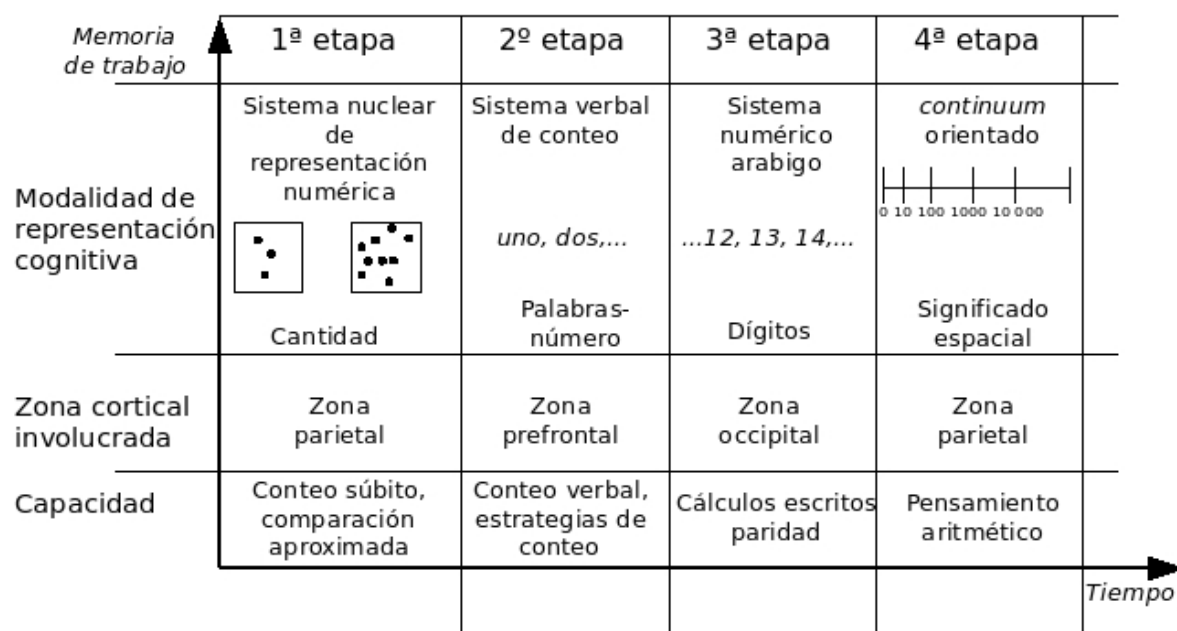 Memoria
de trabajo
1ª etapa
2º etapa
3ª etapa
4ª etapa
Modalidad de
representación
cognitiva
Sistema nuclear
de
representación
numérica
Cantidad
Sistema verbal
de conteo
uno, dos,...
Palabras-
número
Sistema
numérico
arabigo
...12, 13, 14,...
Dígitos
continuum
orientado
0 10 100 1000 10 000
Significado
espacial
Zona cortical
involucrada
Zona
parietal
Zona
prefrontal
Zona
occipital
Zona
parietal
Capacidad
Conteo súbito,
comparación
aproximada
Conteo verbal,
estrategias de
conteo
Cálculos escritos
paridad
Pensamiento
aritmético
Tiempo